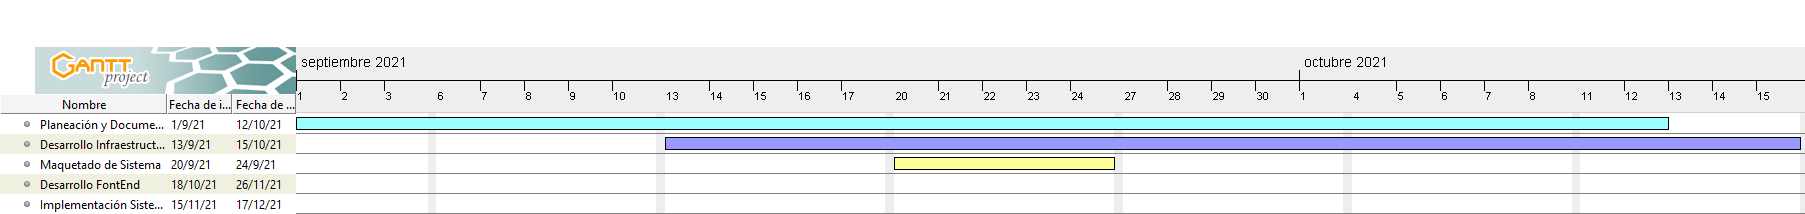 GANTT
project
septiembre 2021
octubre 2021
1 2 3 6 7 8 9 10 13 14 15 16 17 20 21 22 23 24 27 28 29 30 1 4 5 6 7 8 11 12 13 14 15
Nombre Fecha de i... Fecha de ...
Planeación y Docume... 1/9/21 12/10/21
Desarrollo Infraestruct... 13/9/21 15/10/21
Maquetado de Sistema 20/9/21 24/9/21
Desarrollo FontEnd 18/10/21 26/11/21
Implementación Siste... 15/11/21 17/12/21